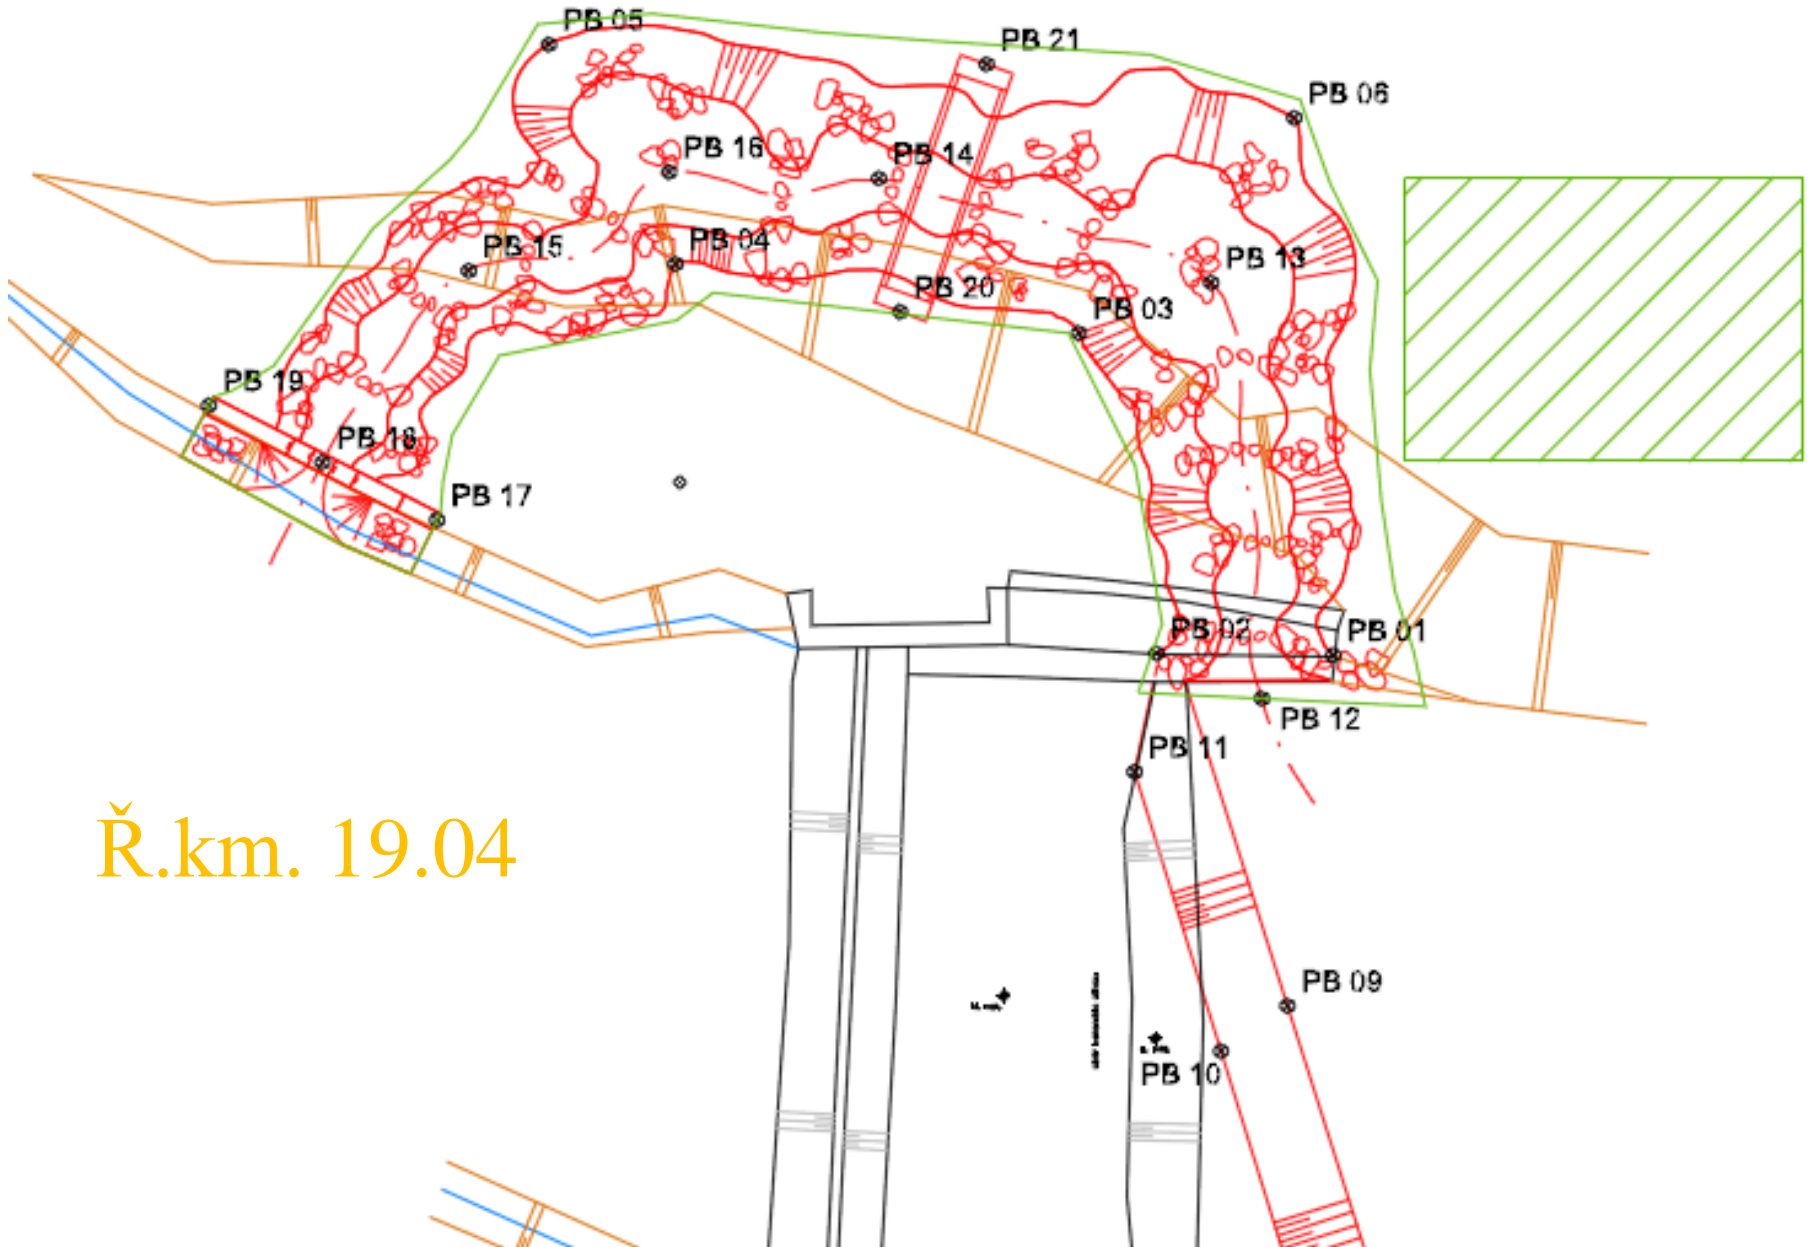 PB 05
PB 21
PB 06
PB 16
PB 14
PB 15
PB 04
PB 13
PB 20
PB 03
PB 19
PB 18
PB 17
PB 02
PB 01
PB 12
PB 11
Ř.km. 19.04
PB 09
PB 10